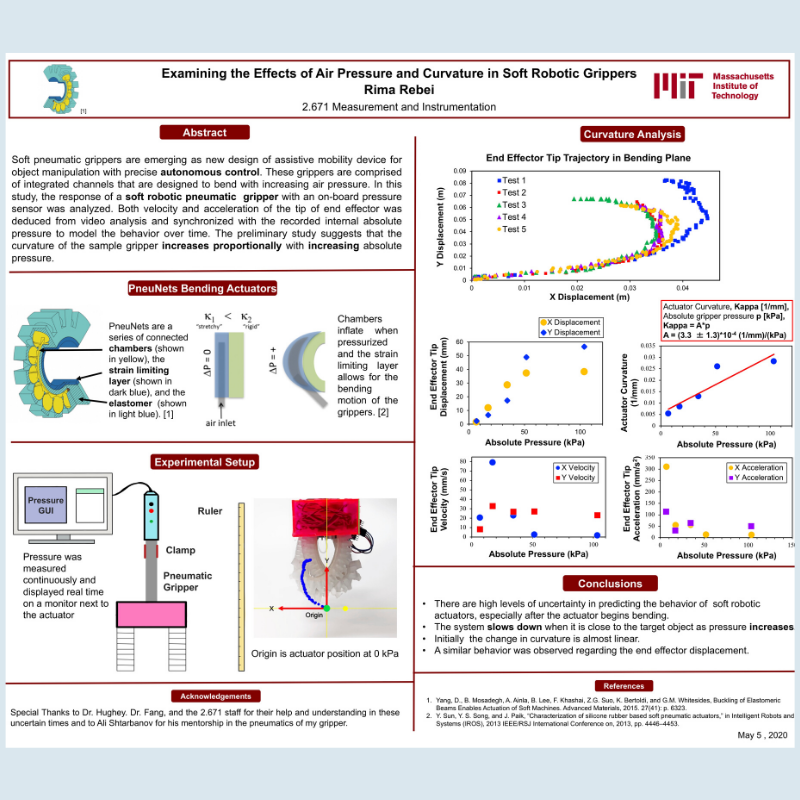 Examining the Effects of Air Pressure and Curvature in Soft Robotic Grippers
Rima Rebei
2.671 Measurement and Instrumentation
[1]
Massachusetts
Institute of
Technology
Abstract
Soft pneumatic grippers are emerging as new design of assistive mobility device for
object manipulation with precise autonomous control. These grippers are comprised
of integrated channels that are designed to bend with increasing air pressure. In this
study, the response of a soft robotic pneumatic gripper with an on-board pressure
sensor was analyzed. Both velocity and acceleration of the tip of end effector was
deduced from video analysis and synchronized with the recorded internal absolute
pressure to model the behavior over time. The preliminary study suggests that the
curvature of the sample gripper increases proportionally with increasing absolute
pressure.
PneuNets Bending Actuators
PneuNets are a
series of connected
chambers (shown
in yellow), the
strain limiting
layer (shown in
dark blue), and the
elastomer (shown
in light blue). [1]
κ1 < κ2
"stretchy" "rigid"
ΔP = 0
ΔP = +
air inlet
Chambers
inflate when
pressurized
and the strain
limiting layer
allows for the
bending
motion of the
grippers. [2]
Experimental Setup
Pressure
GUI
Pressure was
measured
continuously and
displayed real time
on a monitor next to
the actuator
Ruler
Clamp
Pneumatic
Gripper
Y
X
Origin
Origin is actuator position at 0 kPa
Acknowledgements
Special Thanks to Dr. Hughey. Dr. Fang, and the 2.671 staff for their help and understanding in these
uncertain times and to Ali Shtarbanov for his mentorship in the pneumatics of my gripper.
Curvature Analysis
End Effector Tip Trajectory in Bending Plane
Y Displacement (m)
0.09
0.08
0.07
0.06
0.05
0.04
0.03
0.02
0.01
0
Test 1
Test 2
Test 3
Test 4
Test 5
0 0.01 0.02 0.03 0.04
X Displacement (m)
Actuator Curvature, Kappa [1/mm],
Absolute gripper pressure p [kPa],
Kappa = A*p
A = (3.3 ± 1.3)*10⁻⁴ (1/mm)/(kPa)
X Displacement
Y Displacement
End Effector Tip
Displacement (mm)
60
50
40
30
20
10
0
0 50 100
Absolute Pressure (kPa)
Actuator Curvature
(1/mm)
0.035
0.03
0.025
0.02
0.015
0.01
0.005
0
0 50 100
Absolute Pressure (kPa)
End Effector Tip
Velocity (mm/s)
80
70
60
50
40
30
20
10
0
X Velocity
Y Velocity
0 50 100
Absolute Pressure (kPa)
End Effector Tip
Acceleration (mm/s²)
350
300
250
200
150
100
50
0
X Acceleration
Y Acceleration
0 50 100 150
Absolute Pressure (kPa)
Conclusions
• There are high levels of uncertainty in predicting the behavior of soft robotic
actuators, especially after the actuator begins bending.
• The system slows down when it is close to the target object as pressure increases
• Initially the change in curvature is almost linear.
• A similar behavior was observed regarding the end effector displacement.
References
1. Yang, D., B. Mosadegh, A. Ainla, B. Lee, F. Khashai, Z.G. Suo, K. Bertoldi, and G.M. Whitesides, Buckling of Elastomeric
Beams Enables Actuation of Soft Machines. Advanced Materials, 2015. 27(41): p. 6323.
2. Y. Sun, Y. S. Song, and J. Paik, "Characterization of silicone rubber based soft pneumatic actuators," in Intelligent Robots and
Systems (IROS), 2013 IEEE/RSJ International Conference on, 2013, pp. 4446–4453.
May 5 , 2020